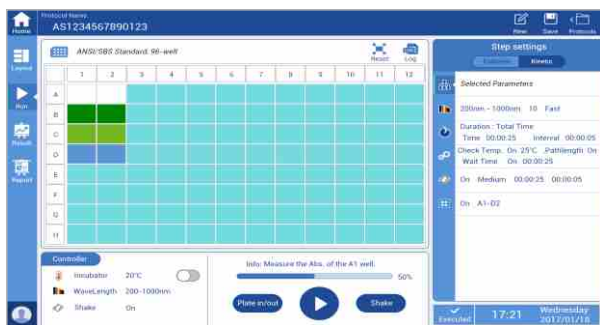 Protocol Name
AS1234567890123
Home
New
Save
Protocols
ANSI/SBS Standard, 96-well
Reset
Log
1 2 3 4 5 6 7 8 9 10 11 12
A
B
C
D
E
F
G
H
Layout
Run
Result
Report
Step settings
Kinetic
Selected Parameters
200nm - 1000nm 10 Fast
Duration : Total Time
Time 00:00:25 Interval 00:00:05
Check Temp. On 25°C Pathlength On
Wait Time On 00:00:25
On Medium 00:00:25 00:00:05
On A1-D2
Controller
Incubator 20°C
WaveLength 200-1000nm
Shake On
Info: Measure the Abs. of the A1 well.
50%
Plate in/out
Shake
Executed
17:21
Wednesday
2017/01/18